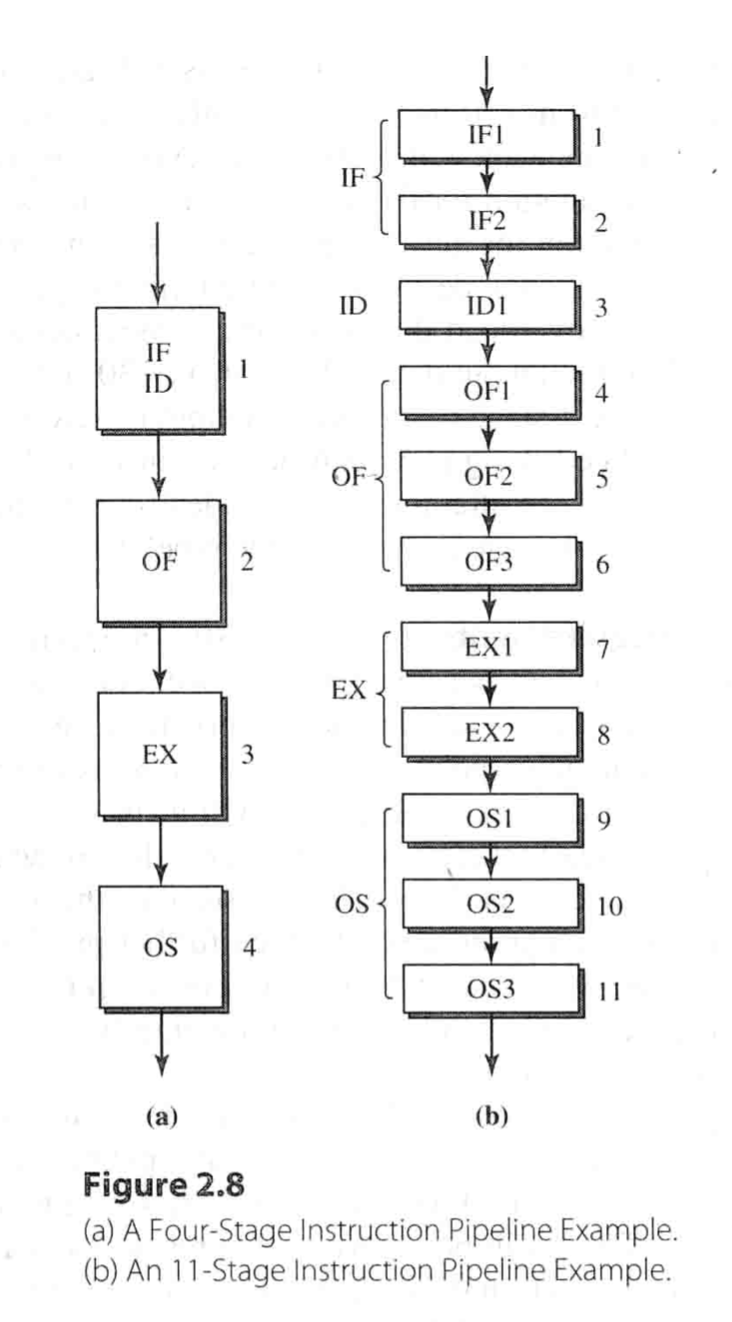 IF
ID
1
OF
2
EX
3
OS
4
(a)
IF
IF1
1
IF2
2
ID
ID1
3
OF
OF1
4
OF2
5
OF3
6
EX
EX1
7
EX2
8
OS
OS1
9
OS2
10
OS3
11
(b)
Figure 2.8
(a) A Four-Stage Instruction Pipeline Example.
(b) An 11-Stage Instruction Pipeline Example.